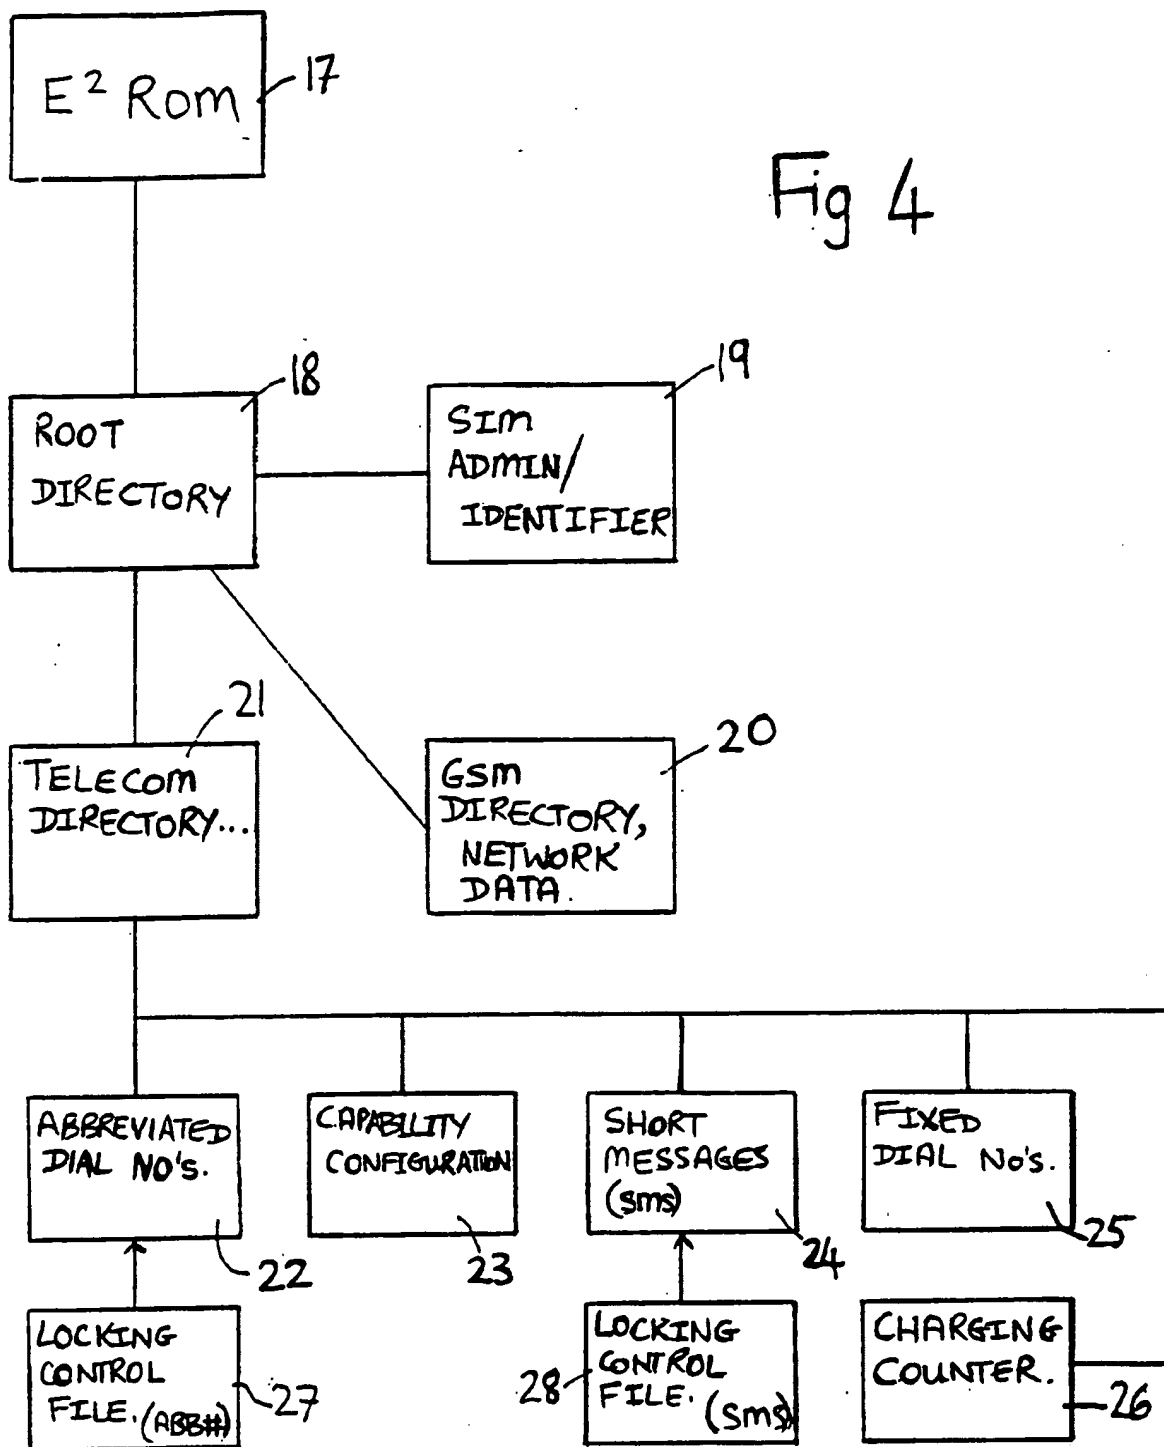 E² ROM
17
Fig 4
18
ROOT
DIRECTORY
19
SIM
ADMIN/
IDENTIFIER
21
TELECOM
DIRECTORY...
20
GSM
DIRECTORY,
NETWORK
DATA.
ABBREVIATED
DIAL NO'S.
22
CAPABILITY
CONFIGURATION
23
SHORT
MESSAGES
(SMS)
24
FIXED
DIAL NO'S.
25
LOCKING
CONTROL
FILE. (ABB#)
27
LOCKING
CONTROL
FILE. (SMS)
28
CHARGING
COUNTER.
26